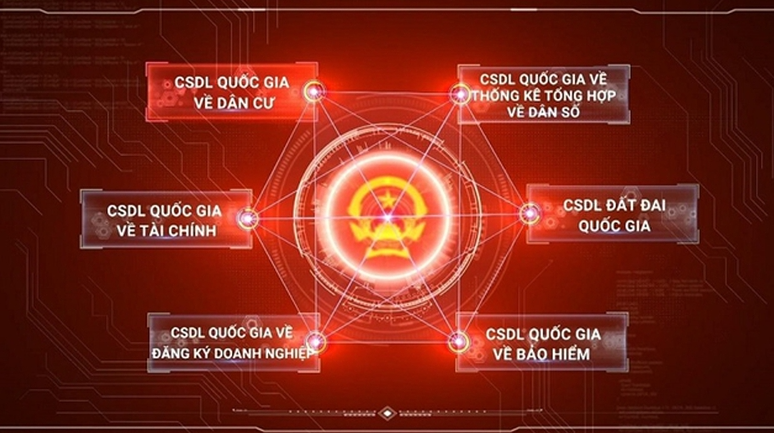 CSDL QUỐC GIA
VỀ DÂN CƯ
CSDL QUỐC GIA VỀ
THỐNG KÊ TỔNG HỢP
VỀ DÂN SỐ
CSDL QUỐC GIA
VỀ TÀI CHÍNH
CSDL ĐẤT ĐAI
QUỐC GIA
CSDL QUỐC GIA VỀ
ĐĂNG KÝ DOANH NGHIỆP
CSDL QUỐC GIA
VỀ BẢO HIỂM